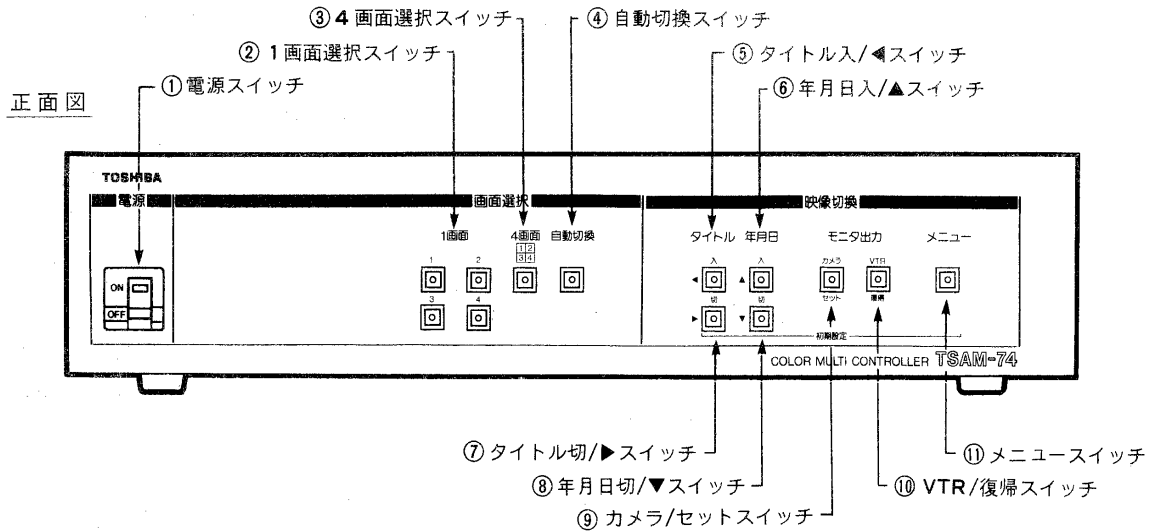 ③4画面選択スイッチ
④自動切換スイッチ
②1画面選択スイッチ
⑤タイトル入/◀スイッチ
①電源スイッチ
⑥年月日入/▲スイッチ
正面図
TOSHIBA
電源
画面選択
映像切換
1画面 4画面 自動切換
タイトル 年月日 モニタ出力 メニュー
1 2
3 4
1 2
入 入 カメラ VTR
◀ ▲
ON
セット 復帰
OFF
3 4
切 切
▶ ▼
初期設定
COLOR MULTI CONTROLLER TSAM-74
⑦タイトル切/▶スイッチ
⑪メニュースイッチ
⑧年月日切/▼スイッチ
⑩VTR/復帰スイッチ
⑨カメラ/セットスイッチ